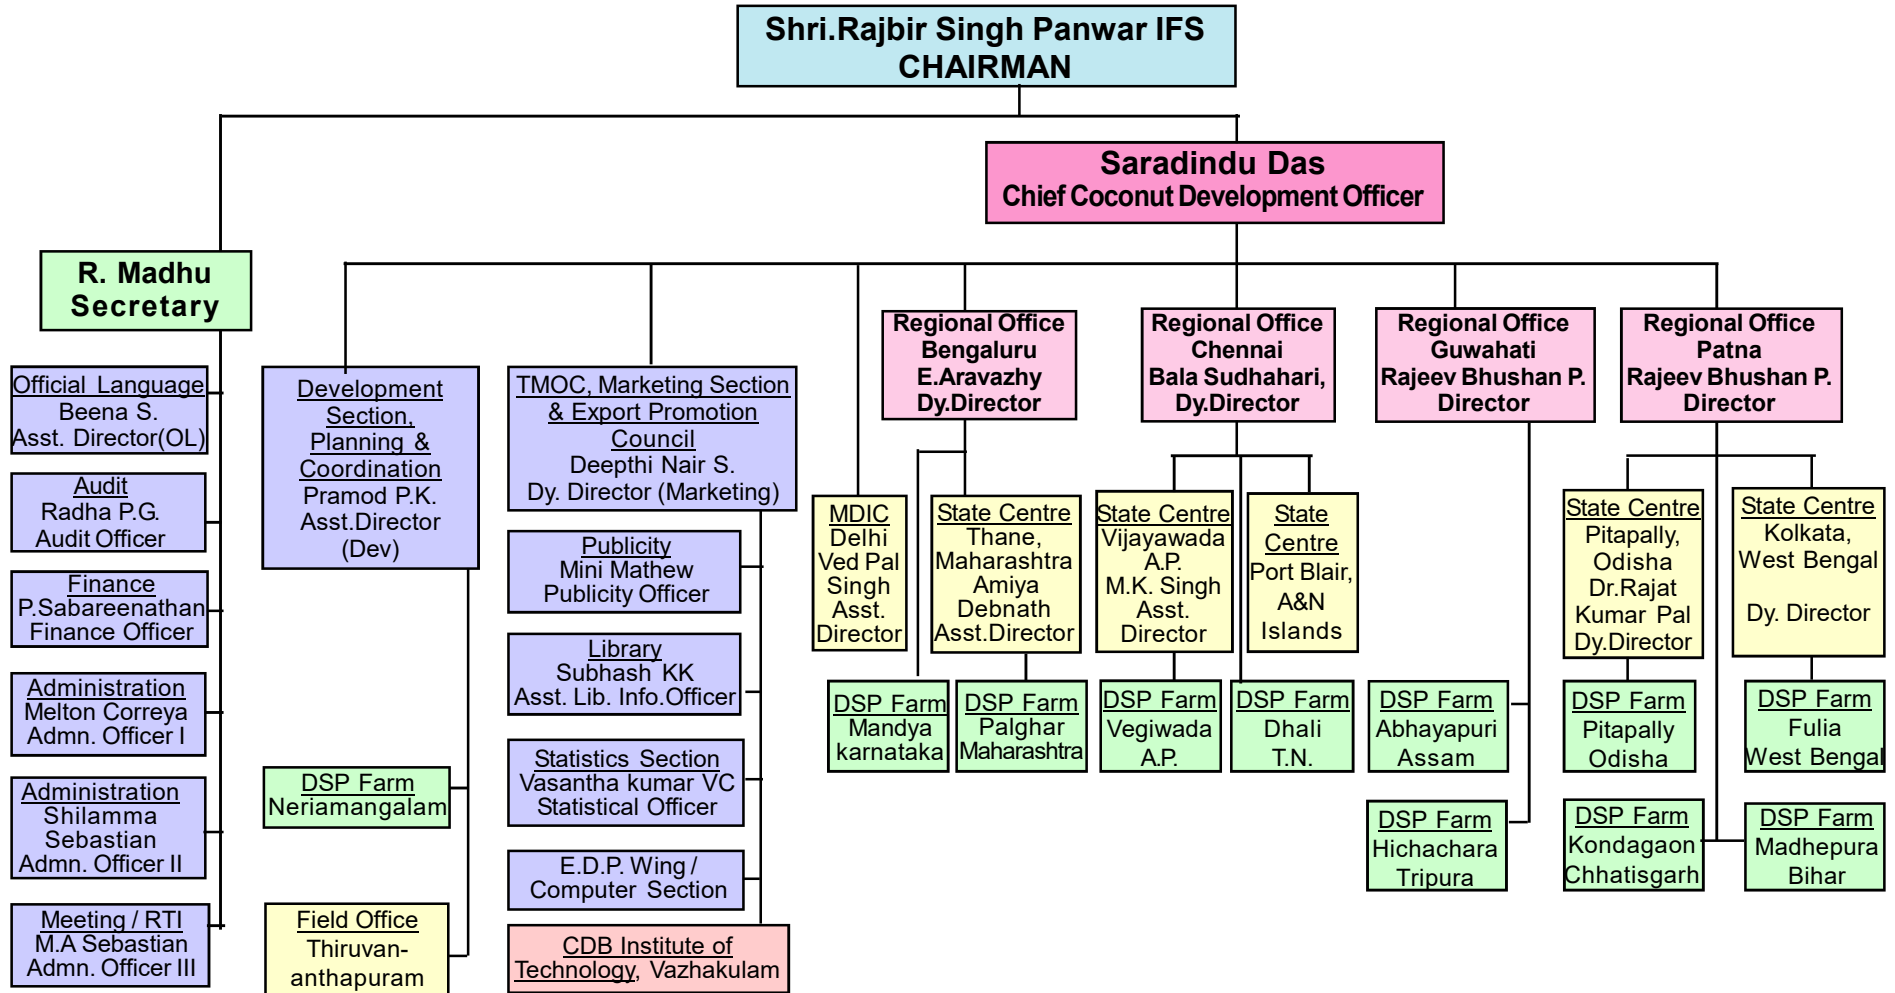 Shri.Rajbir Singh Panwar IFS
CHAIRMAN
Saradindu Das
Chief Coconut Development Officer
R. Madhu
Secretary
Official Language
Beena S.
Asst. Director(OL)
Audit
Radha P.G.
Audit Officer
Finance
P.Sabareenathan
Finance Officer
Administration
Melton Correya
Admn. Officer I
Administration
Shilamma
Sebastian
Admn. Officer II
Meeting / RTI
M.A Sebastian
Admn. Officer III
Development
Section,
Planning &
Coordination
Pramod P.K.
Asst.Director
(Dev)
DSP Farm
Neriamangalam
Field Office
Thiruvan-
anthapuram
TMOC, Marketing Section
& Export Promotion
Council
Deepthi Nair S.
Dy. Director (Marketing)
Publicity
Mini Mathew
Publicity Officer
Library
Subhash KK
Asst. Lib. Info.Officer
Statistics Section
Vasantha kumar VC
Statistical Officer
E.D.P. Wing /
Computer Section
CDB Institute of
Technology, Vazhakulam
MDIC
Delhi
Ved Pal
Singh
Asst.
Director
Regional Office
Bengaluru
E.Aravazhy
Dy.Director
State Centre
Thane,
Maharashtra
Amiya
Debnath
Asst.Director
DSP Farm
Mandya
karnataka
DSP Farm
Palghar
Maharashtra
Regional Office
Chennai
Bala Sudhahari,
Dy.Director
State Centre
Vijayawada
A.P.
M.K. Singh
Asst.
Director
State
Centre
Port Blair,
A&N
Islands
DSP Farm
Vegiwada
A.P.
DSP Farm
Dhali
T.N.
Regional Office
Guwahati
Rajeev Bhushan P.
Director
DSP Farm
Abhayapuri
Assam
DSP Farm
Hichachara
Tripura
Regional Office
Patna
Rajeev Bhushan P.
Director
State Centre
Pitapally,
Odisha
Dr.Rajat
Kumar Pal
Dy.Director
State Centre
Kolkata,
West Bengal
Dy. Director
DSP Farm
Pitapally
Odisha
DSP Farm
Fulia
West Bengal
DSP Farm
Kondagaon
Chhatisgarh
DSP Farm
Madhepura
Bihar